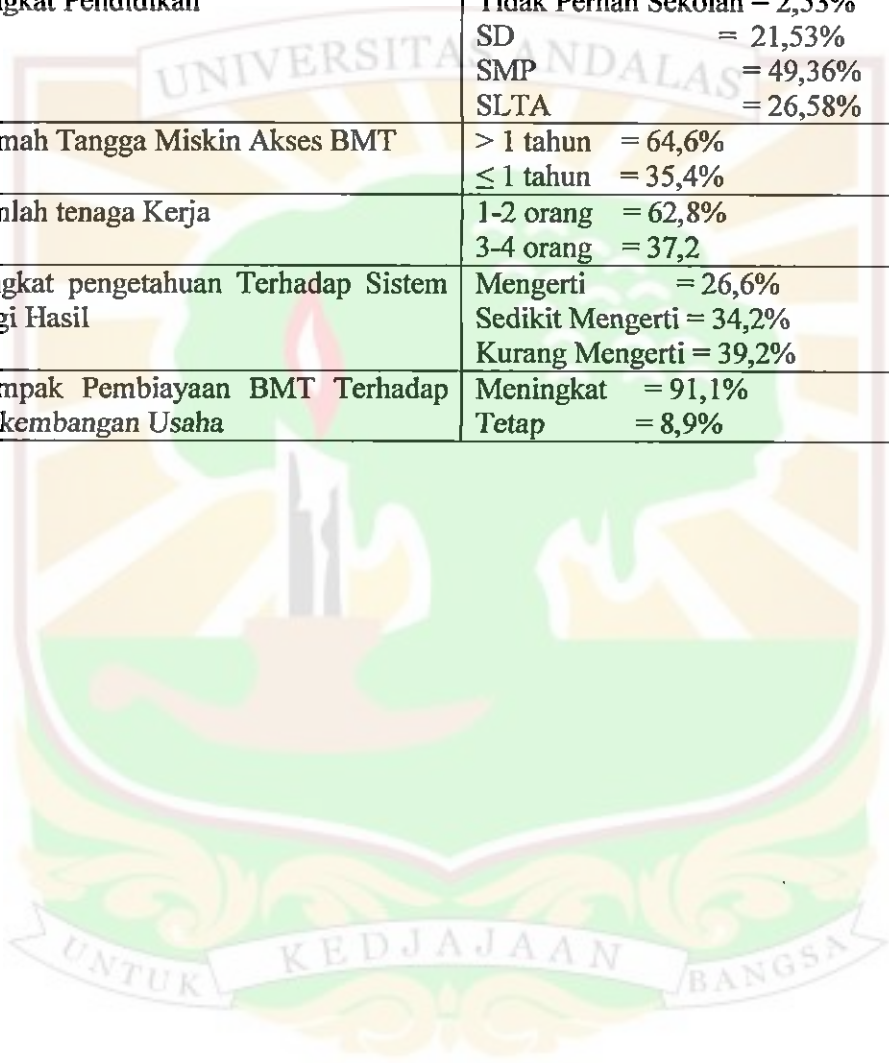 ngkat Pendidikan Tidak Pernah Sekolah = 2,53%
SD = 21,53%
SMP = 49,36%
SLTA = 26,58%
mah Tangga Miskin Akses BMT > 1 tahun = 64,6%
≤ 1 tahun = 35,4%
nlah tenaga Kerja 1-2 orang = 62,8%
3-4 orang = 37,2
gkat pengetahuan Terhadap Sistem Mengerti = 26,6%
gi Hasil Sedikit Mengerti = 34,2%
Kurang Mengerti = 39,2%
mpak Pembiayaan BMT Terhadap Meningkat = 91,1%
kembangan Usaha Tetap = 8,9%
UNIVERSITAS ANDALAS
UNTUK KEDJAJAAN BANGSA